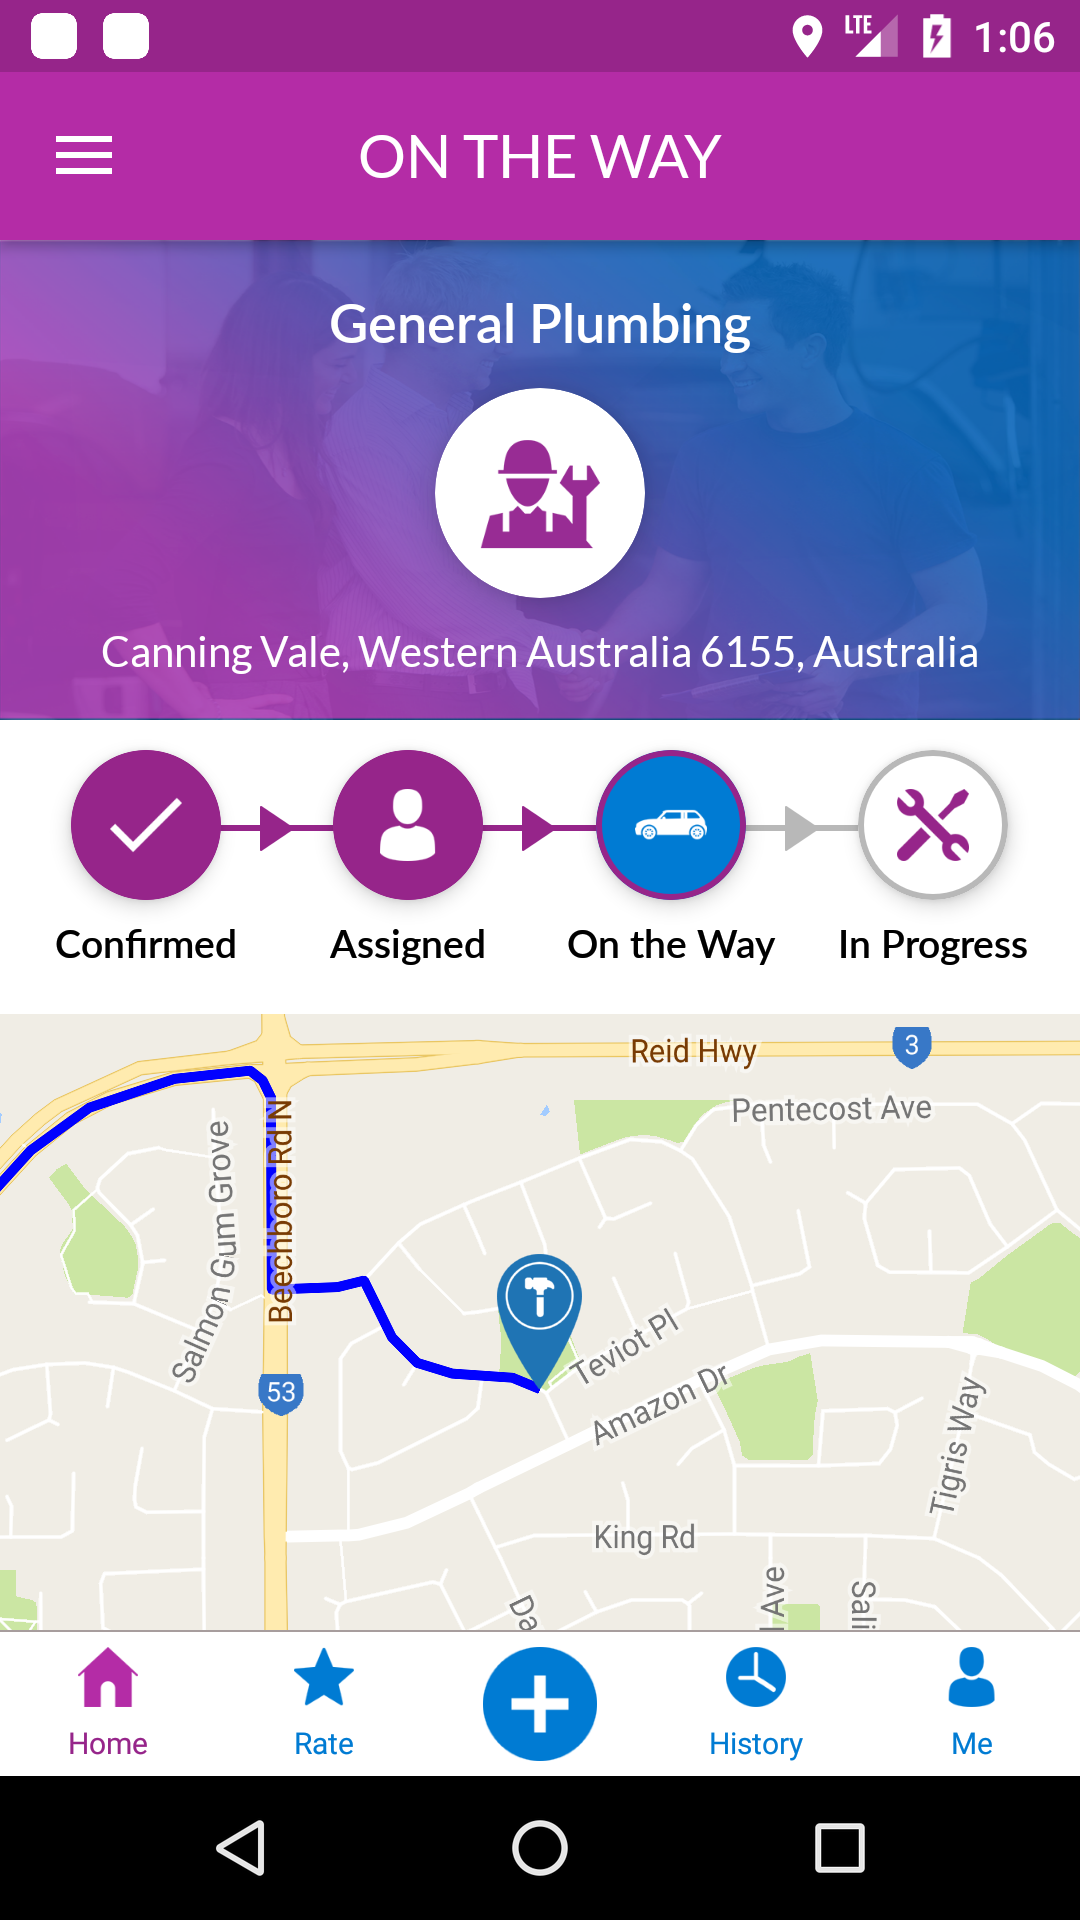 LTE 1:06
ON THE WAY
General Plumbing
Canning Vale, Western Australia 6155, Australia
Confirmed Assigned On the Way In Progress
Reid Hwy 3
Pentecost Ave
Beechboro Rd N
Salmon Gum Grove
Teviot Pl
Amazon Dr
53
Tigris Way
King Rd
Da
l Ave
Sali
Home Rate History Me